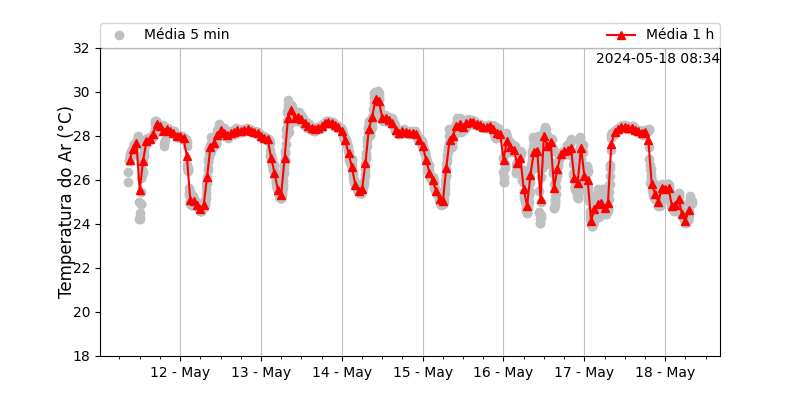 Média 5 min
Média 1 h
2024-05-18 08:34
Temperatura do Ar (°C)
32
30
28
26
24
22
20
18
12 - May
13 - May
14 - May
15 - May
16 - May
17 - May
18 - May